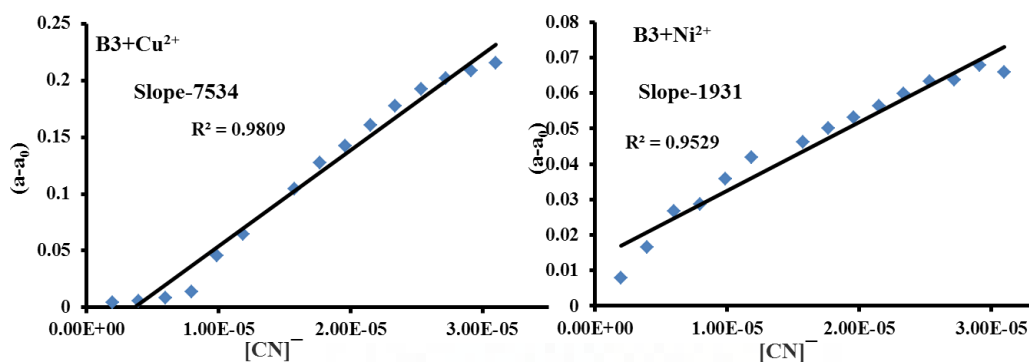 B3+Cu²⁺
Slope-7534
R² = 0.9809
(a-a₀)
0.25
0.2
0.15
0.1
0.05
0
0.00E+00 1.00E-05 2.00E-05 3.00E-05
[CN]⁻
B3+Ni²⁺
Slope-1931
R² = 0.9529
(a-a₀)
0.08
0.07
0.06
0.05
0.04
0.03
0.02
0.01
0.00
0.00E+00 1.00E-05 2.00E-05 3.00E-05
[CN]⁻